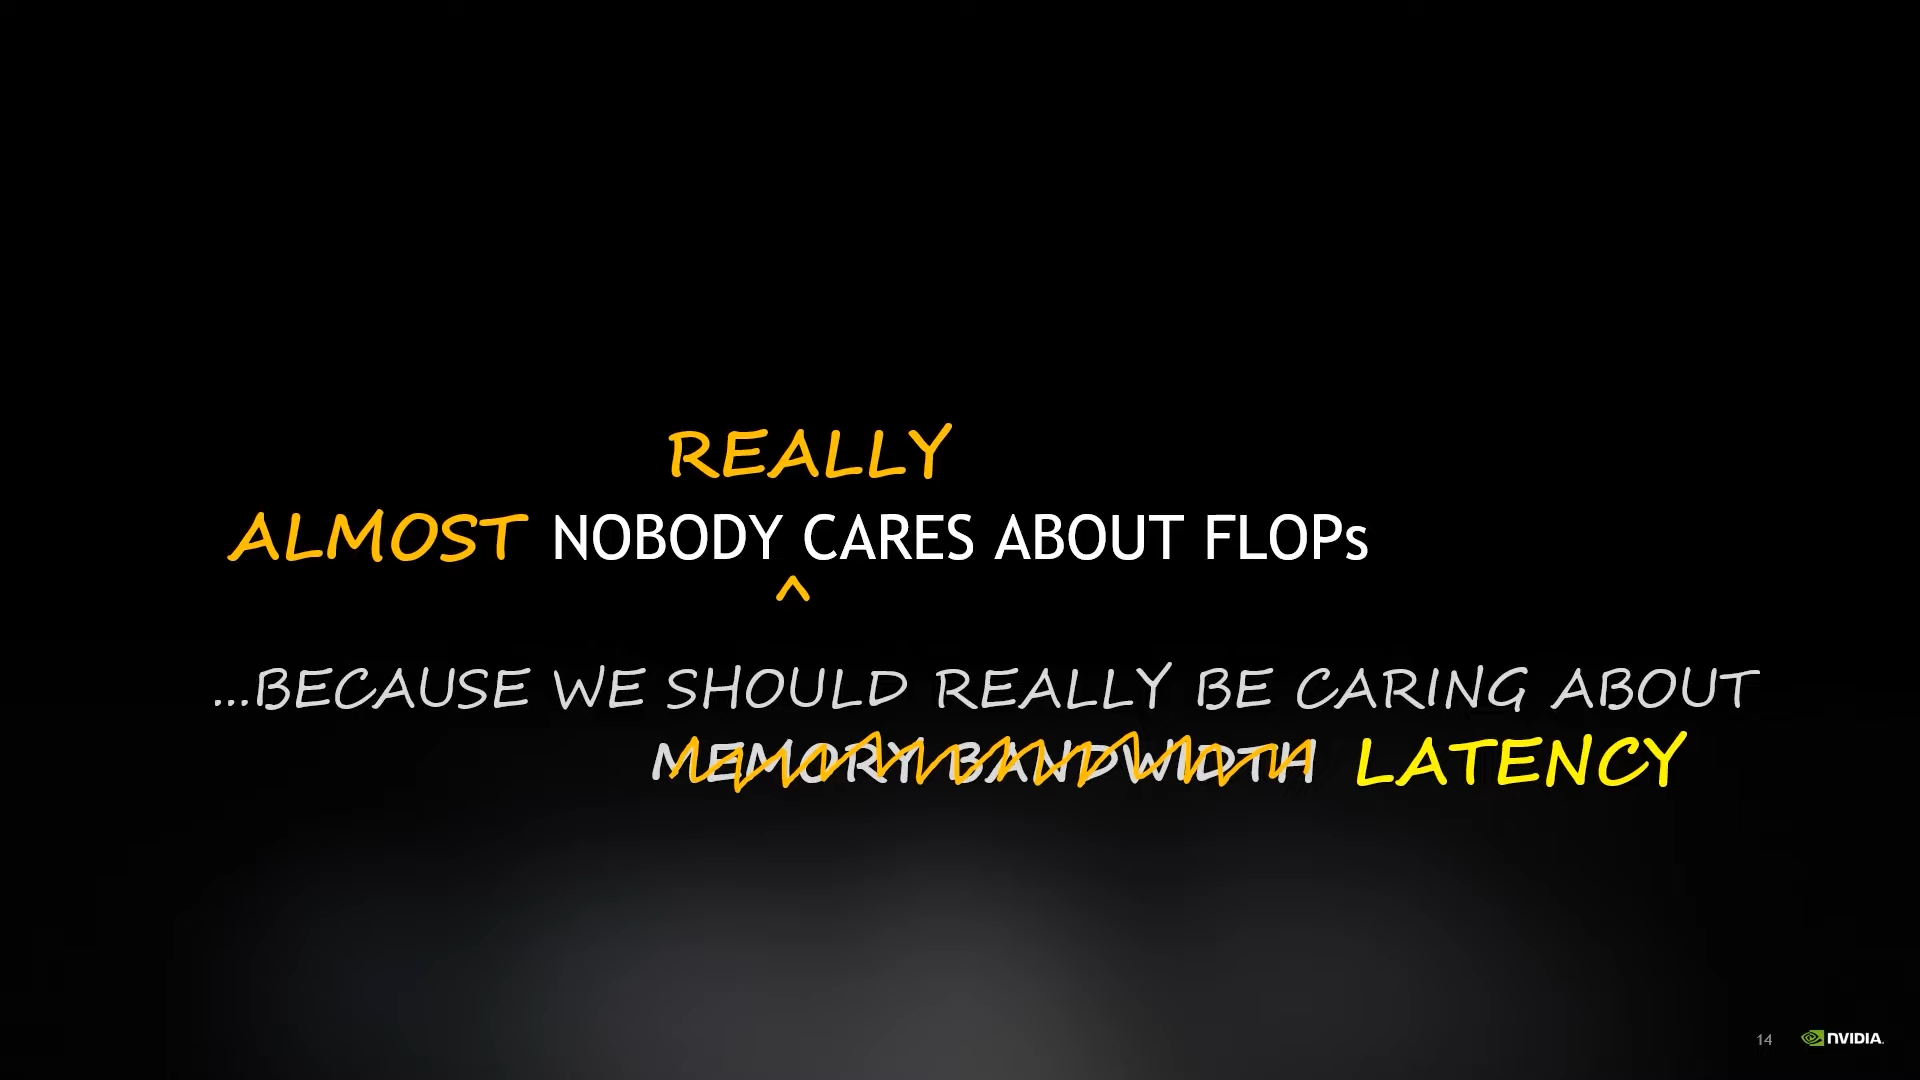 REALLY
ALMOST NOBODY CARES ABOUT FLOPs
^
...BECAUSE WE SHOULD REALLY BE CARING ABOUT
MEMORY BANDWIDTH LATENCY
14 NVIDIA.